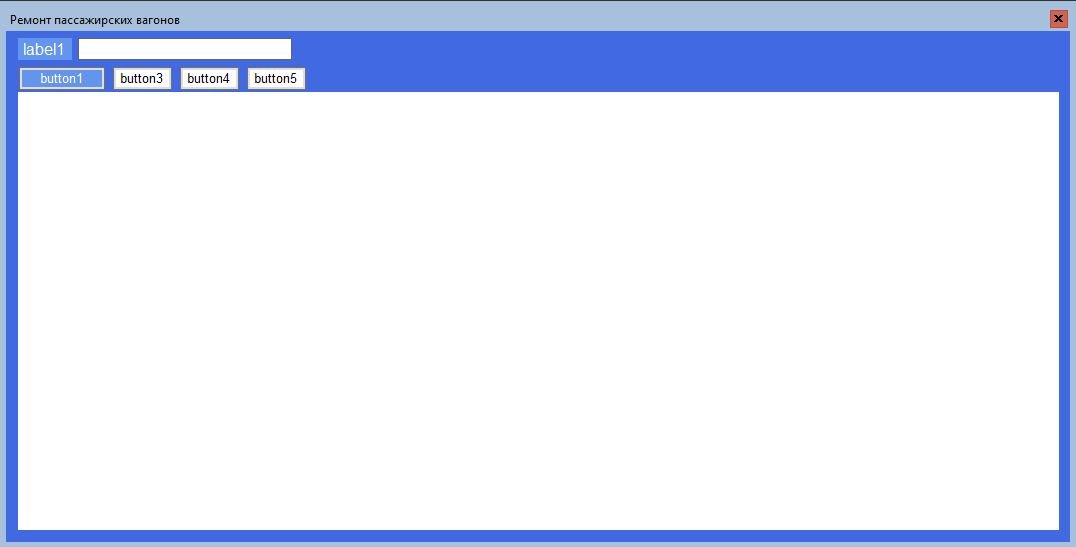 Ремонт пассажирских вагонов
label1
button1 button3 button4 button5